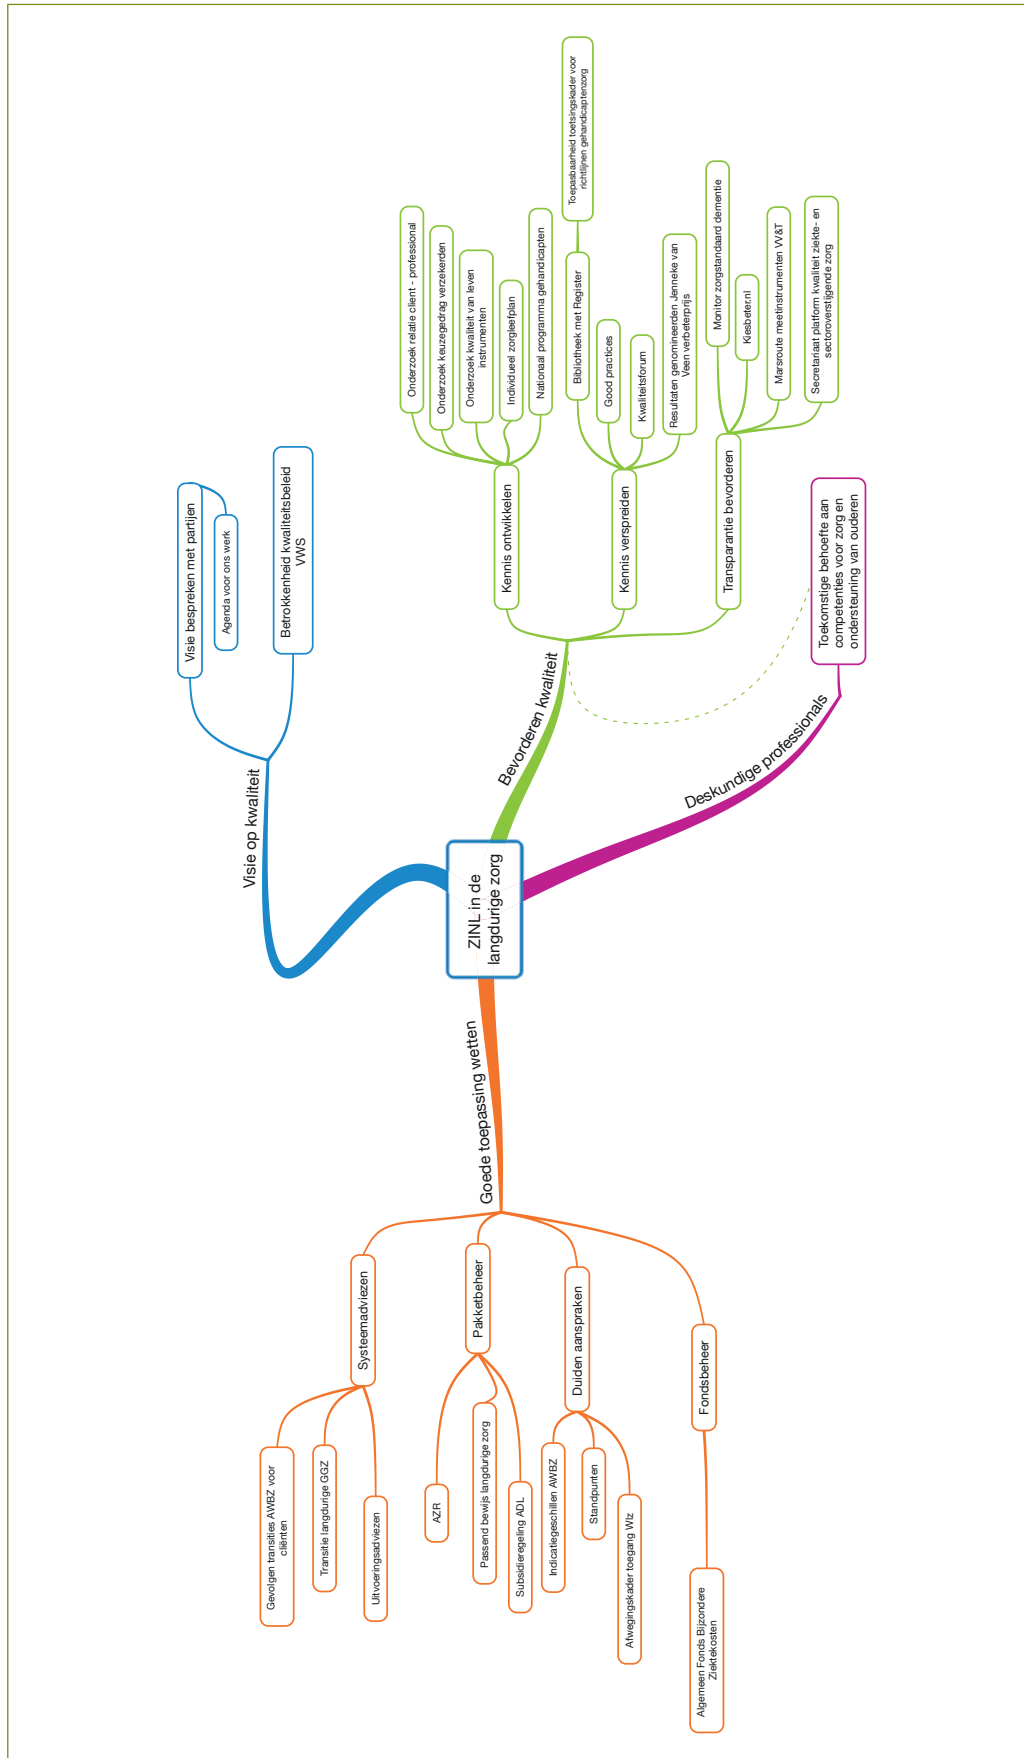 ZINL in de
langdurige zorg
Visie op kwaliteit
Visie bespreken met partijen
Agenda voor ons werk
Betrokkenheid kwaliteitsbeleid
VWS
Bevorderen kwaliteit
Kennis ontwikkelen
Onderzoek relatie client - professional
Onderzoek keuzegedrag verzekerden
Onderzoek kwaliteit van leven
instrumenten
Individueel zorgleefplan
Nationaal programma gehandicapten
Kennis verspreiden
Bibliotheek met Register
Toepasbaarheid toetsingskader voor
richtlijnen gehandicaptenzorg
Good practices
Kwaliteitsforum
Resultaten genomineerden Jenneke van
Veen verbeterprijs
Transparantie bevorderen
Monitor zorgstandaard dementie
Kiesbeter.nl
Marsroute meetinstrumenten VV&T
Secretariaat platform kwaliteit ziekte- en
sectoroverstijgende zorg
Deskundige professionals
Toekomstige behoefte aan
competenties voor zorg en
ondersteuning van ouderen
Goede toepassing wetten
Systeemadviezen
Gevolgen transities AWBZ voor
cliënten
Transitie langdurige GGZ
Uitvoeringsadviezen
Pakketbeheer
AZR
Passend bewijs langdurige zorg
Subsidieregeling ADL
Duiden aanspraken
Indicatiegeschillen AWBZ
Standpunten
Afwegingskader toegang Wlz
Fondsbeheer
Algemeen Fonds Bijzondere
Ziektekosten